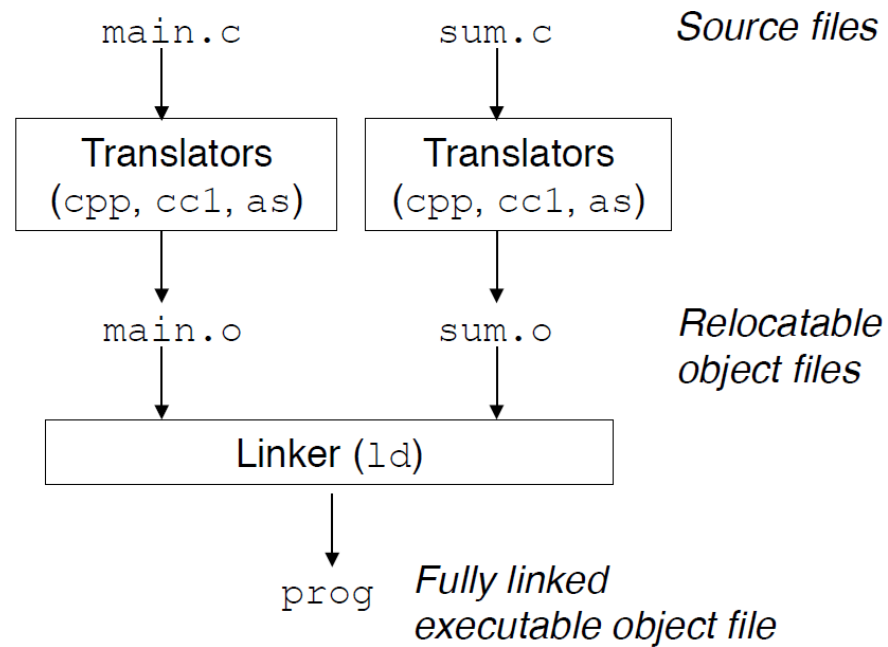 main.c sum.c Source files
Translators Translators
(cpp, cc1, as) (cpp, cc1, as)
main.o sum.o Relocatable
object files
Linker (ld)
prog Fully linked
executable object file